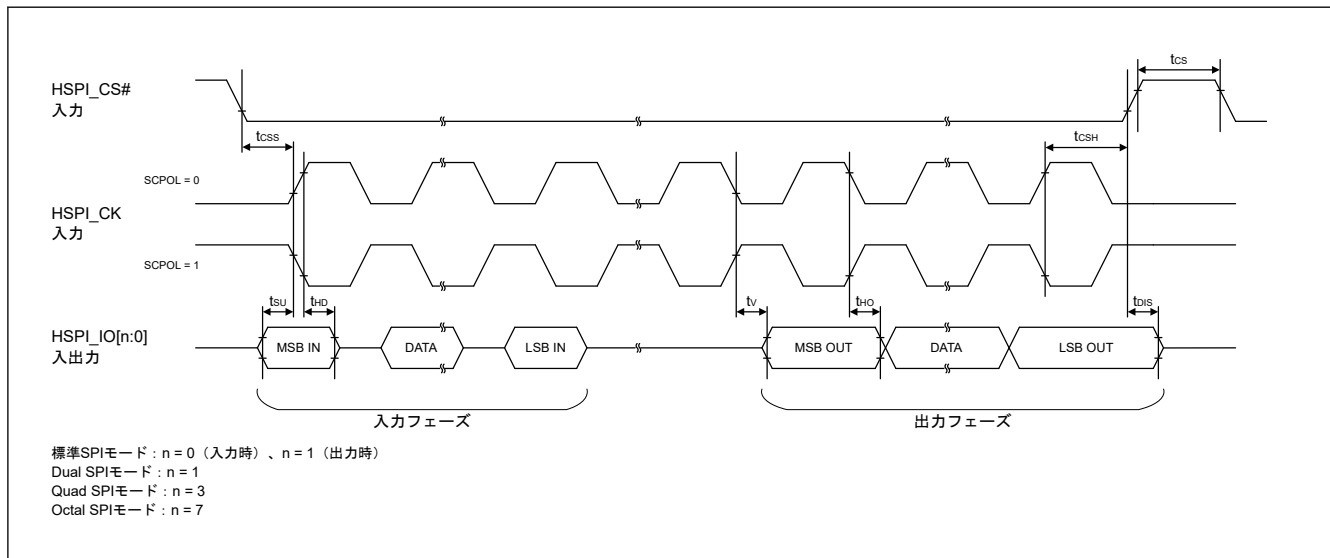 HSPI_CS#
入力
tCS
tCSS
tCSH
SCPOL = 0
HSPI_CK
入力
SCPOL = 1
tSU
tHD
tV
tHO
tDIS
HSPI_IO[n:0]
入出力
MSB IN
DATA
LSB IN
MSB OUT
DATA
LSB OUT
入力フェーズ
出力フェーズ
標準SPIモード：n = 0（入力時）、n = 1（出力時）
Dual SPIモード：n = 1
Quad SPIモード：n = 3
Octal SPIモード：n = 7